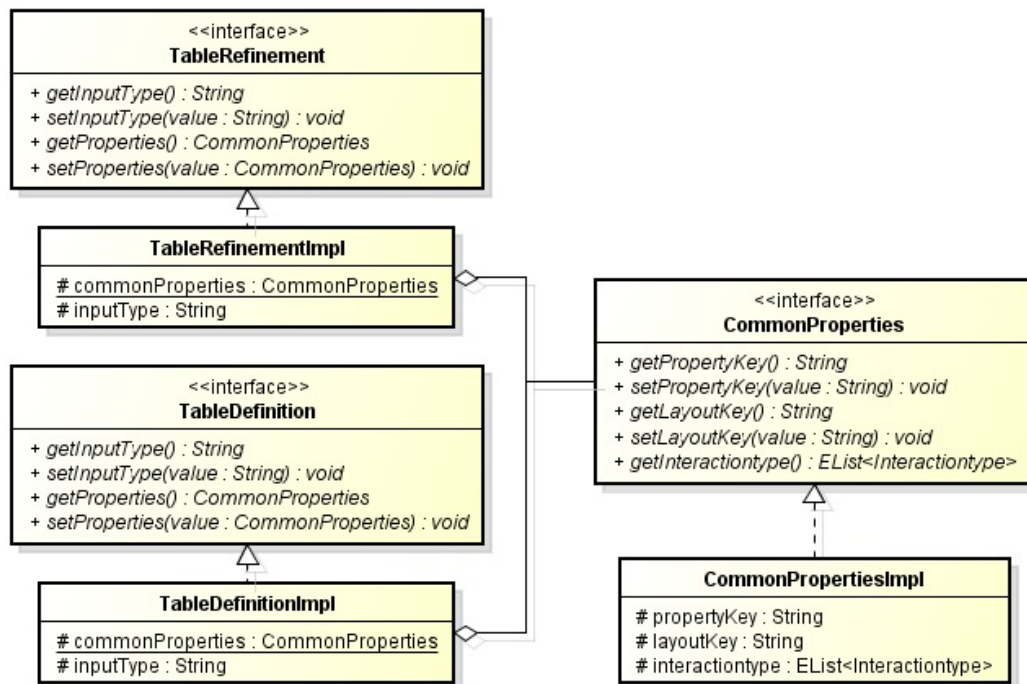 <<interface>>
TableRefinement
+ getInputType() : String
+ setInputType(value : String) : void
+ getProperties() : CommonProperties
+ setProperties(value : CommonProperties) : void
TableRefinementImpl
# commonProperties : CommonProperties
# inputType : String
<<interface>>
TableDefinition
+ getInputType() : String
+ setInputType(value : String) : void
+ getProperties() : CommonProperties
+ setProperties(value : CommonProperties) : void
TableDefinitionImpl
# commonProperties : CommonProperties
# inputType : String
<<interface>>
CommonProperties
+ getPropertyKey() : String
+ setPropertyKey(value : String) : void
+ getLayoutKey() : String
+ setLayoutKey(value : String) : void
+ getInteractiontype() : EList<Interactiontype>
CommonPropertiesImpl
# propertyKey : String
# layoutKey : String
# interactiontype : EList<Interactiontype>